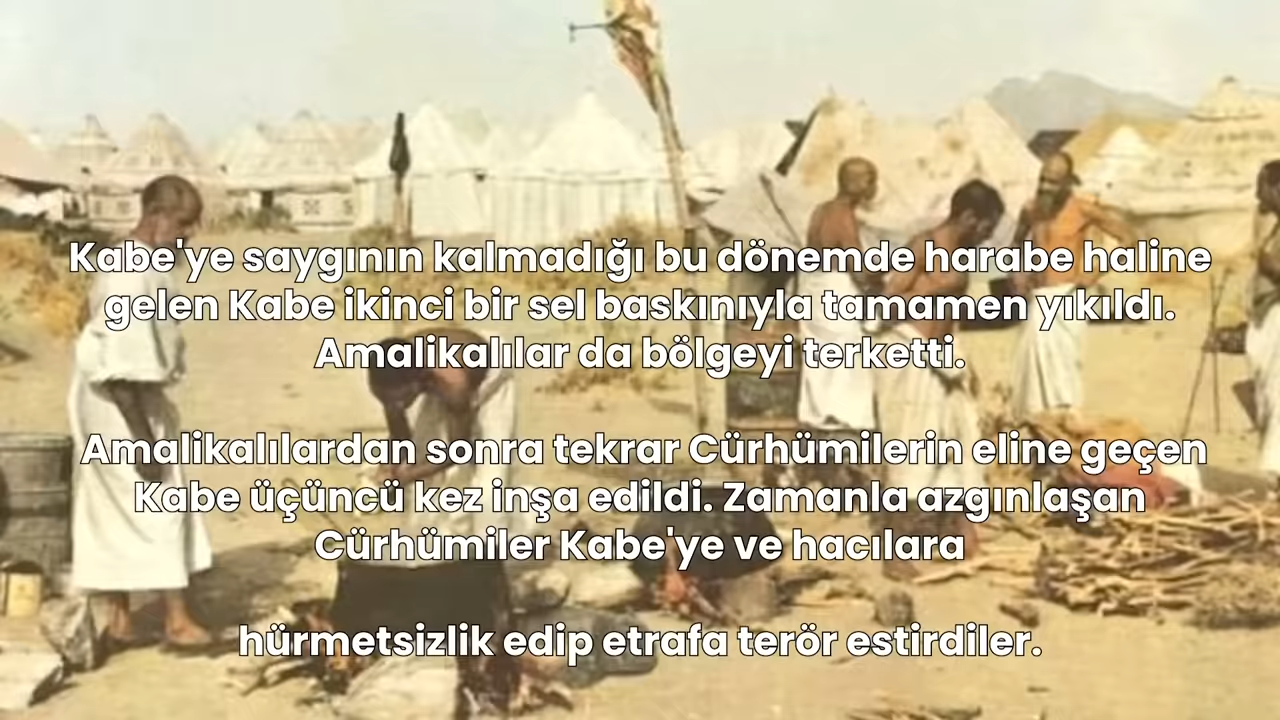 Kabe'ye saygının kalmadığı bu dönemde harabe haline
gelen Kabe ikinci bir sel baskınıyla tamamen yıkıldı.
Amalikalılar da bölgeyi terketti.
Amalikalılardan sonra tekrar Cürhümilerin eline geçen
Kabe üçüncü kez inşa edildi. Zamanla azgınlaşan
Cürhümiler Kabe'ye ve hacılara
hürmetsizlik edip etrafa terör estirdiler.